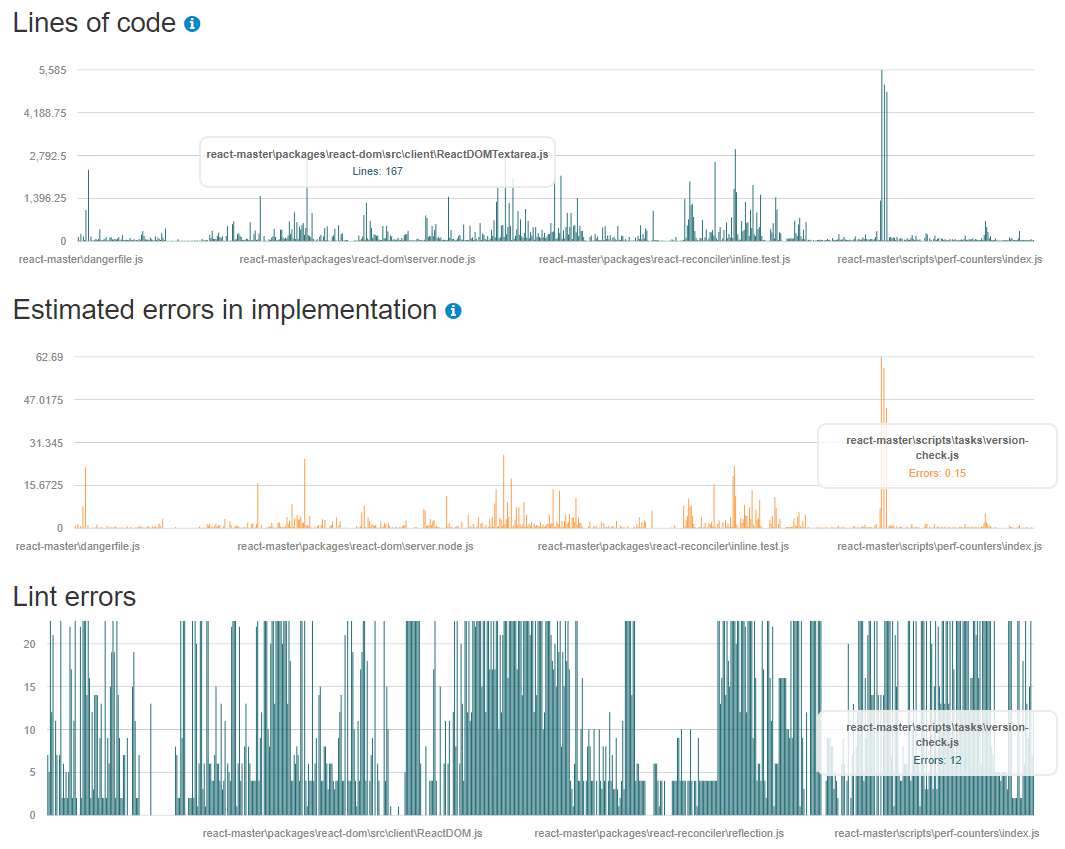 Lines of code
5,585
4,188.75
2,792.5
1,396.25
0
react-master\packages\react-dom\src\client\ReactDOMTextarea.js
Lines: 167
react-master\dangerfile.js
react-master\packages\react-dom\server.node.js
react-master\packages\react-reconciler\inline.test.js
react-master\scripts\perf-counters\index.js
Estimated errors in implementation
62.69
47.0175
31.345
15.6725
0
react-master\scripts\tasks\version-
check.js
Errors: 0.15
react-master\dangerfile.js
react-master\packages\react-dom\server.node.js
react-master\packages\react-reconciler\inline.test.js
react-master\scripts\perf-counters\index.js
Lint errors
20
15
10
5
0
react-master\scripts\tasks\version-
check.js
Errors: 12
react-master\packages\react-dom\src\client\ReactDOM.js
react-master\packages\react-reconciler\reflection.js
react-master\scripts\perf-counters\index.js